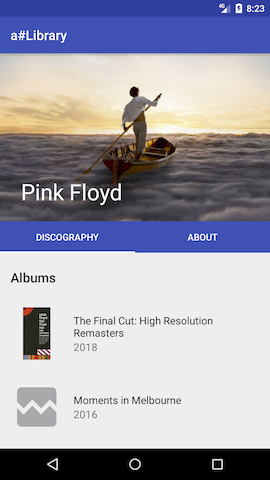 4G 8:23
a#Library
Pink Floyd
DISCOGRAPHY ABOUT
Albums
The Final Cut: High Resolution
Remasters
2018
Moments in Melbourne
2016